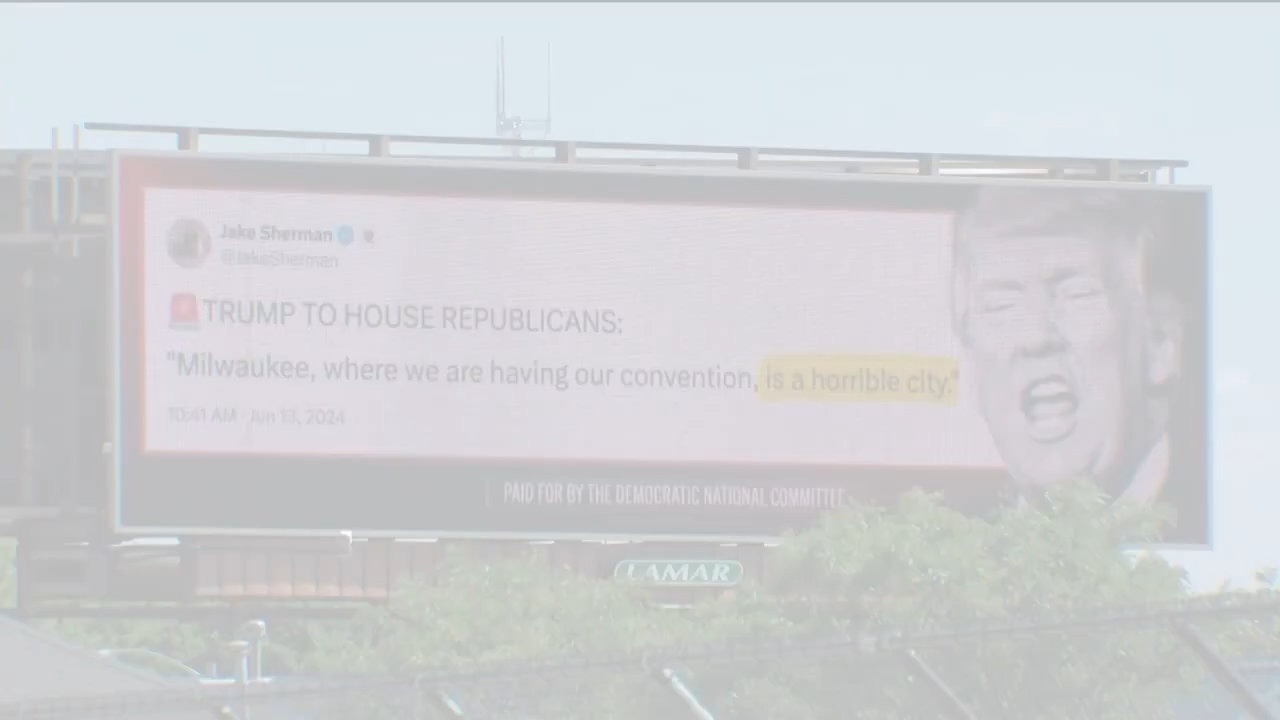 Jake Sherman
@JakeSherman
🚨TRUMP TO HOUSE REPUBLICANS:
"Milwaukee, where we are having our convention, is a horrible city."
10:41 AM · Jun 13, 2024
PAID FOR BY THE DEMOCRATIC NATIONAL COMMITTEE
LAMAR